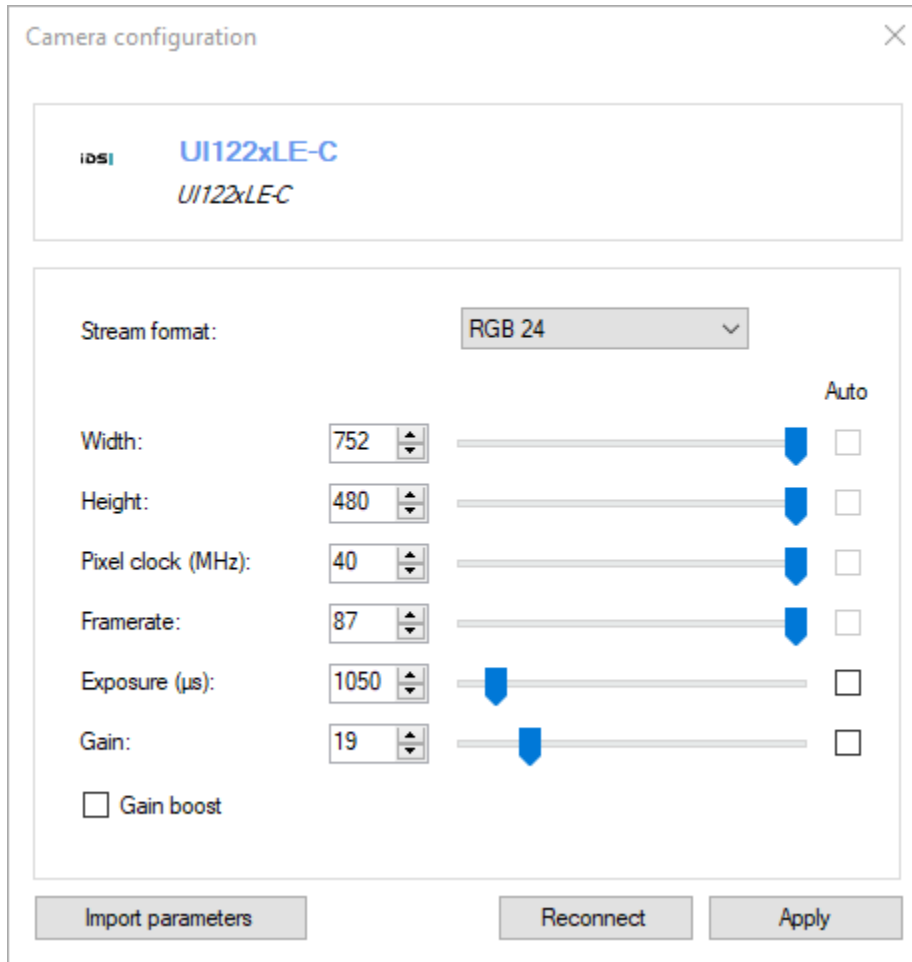 Camera configuration
iDS
UI122xLE-C
UI122xLE-C
Stream format: RGB 24
Auto
Width: 752
Height: 480
Pixel clock (MHz): 40
Framerate: 87
Exposure (µs): 1050
Gain: 19
Gain boost
Import parameters Reconnect Apply